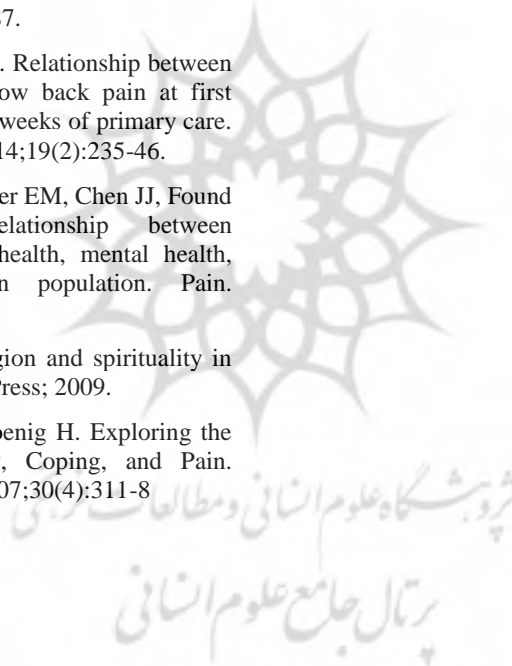 37.
. Relationship between
ow back pain at first
weeks of primary care.
14;19(2):235-46.
er EM, Chen JJ, Found
elationship between
health, mental health,
n population. Pain.
gion and spirituality in
Press; 2009.
oenig H. Exploring the
, Coping, and Pain.
07;30(4):311-8
پژوهشگاه علوم انسانی و مطالعات فرهنگی
پرتال جامع علوم انسانی